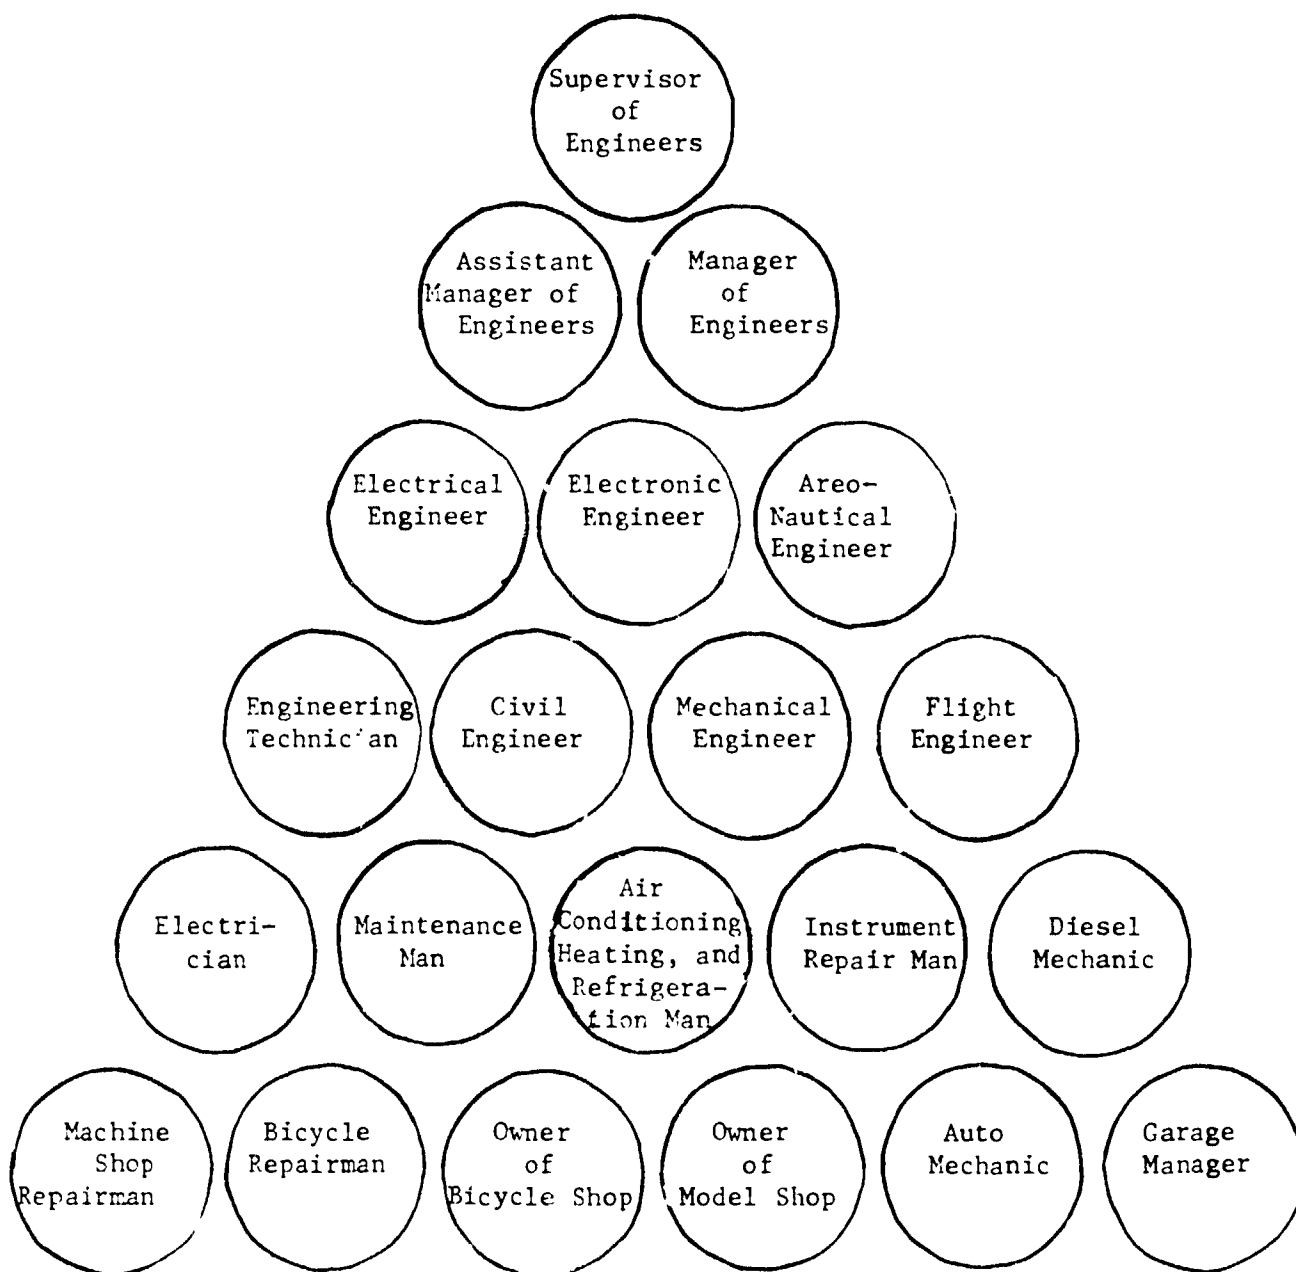 Supervisor
of
Engineers
Assistant
Manager of
Engineers
Manager
of
Engineers
Electrical
Engineer
Electronic
Engineer
Areo-
Nautical
Engineer
Engineering
Technician
Civil
Engineer
Mechanical
Engineer
Flight
Engineer
Electri-
cian
Maintenance
Man
Air
Conditioning
Heating, and
Refrigera-
tion Man
Instrument
Repair Man
Diesel
Mechanic
Machine
Shop
Repairman
Bicycle
Repairman
Owner
of
Bicycle Shop
Owner
of
Model Shop
Auto
Mechanic
Garage
Manager